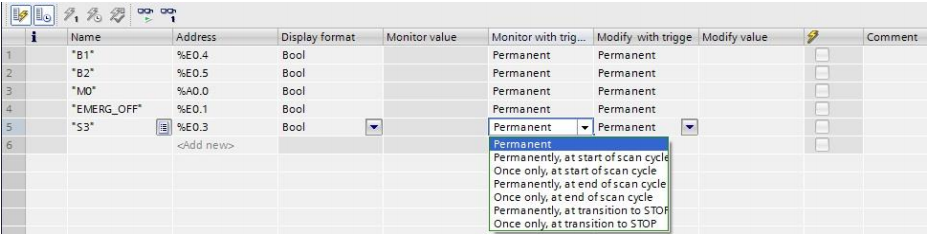 i Name Address Display format Monitor value Monitor with trig... Modify with trigge Modify value Comment
1 "B1" %E0.4 Bool Permanent Permanent
2 "B2" %E0.5 Bool Permanent Permanent
3 "M0" %A0.0 Bool Permanent Permanent
4 "EMERG_OFF" %E0.1 Bool Permanent Permanent
5 "S3" %E0.3 Bool Permanent Permanent
6 <Add new>
Permanent
Permanently, at start of scan cycle
Once only, at start of scan cycle
Permanently, at end of scan cycle
Once only, at end of scan cycle
Permanently, at transition to STOP
Once only, at transition to STOP